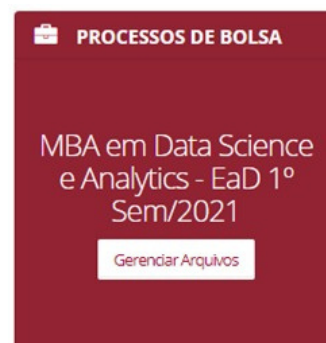 PROCESSOS DE BOLSA
MBA em Data Science
e Analytics - EaD 1º
Sem/2021
Gerenciar Arquivos